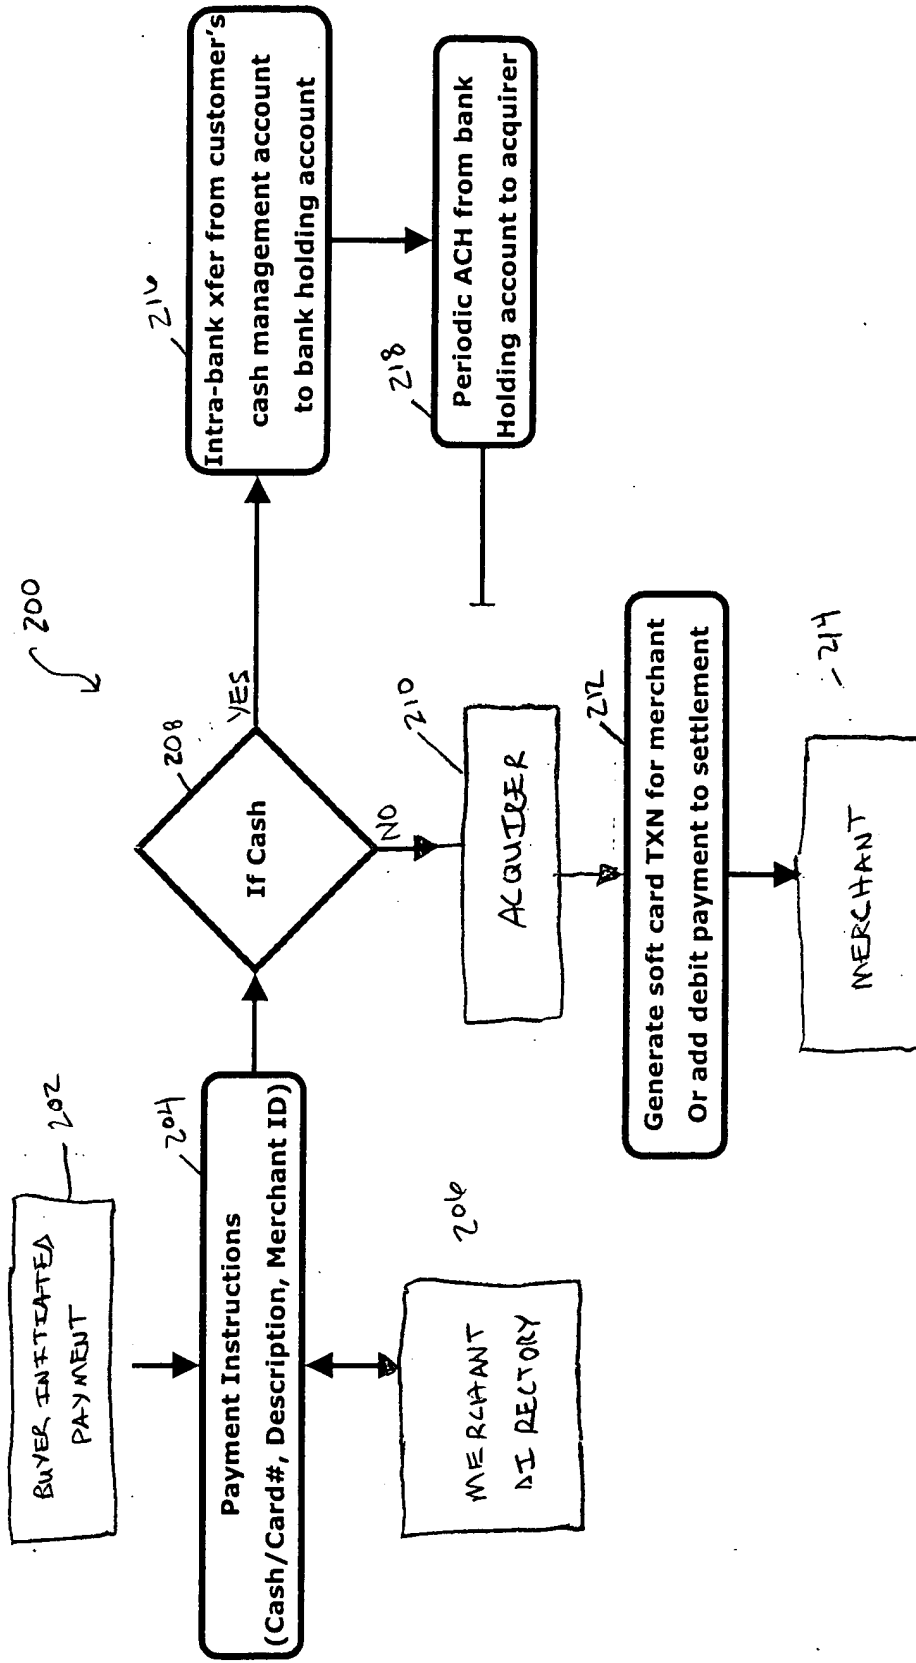 200
BUYER INITIATED
PAYMENT
202
Payment Instructions
(Cash/Card#, Description, Merchant ID)
204
MERCHANT
DIRECTORY
206
If Cash
208
YES
NO
Intra-bank xfer from customer's
cash management account
to bank holding account
216
Periodic ACH from bank
Holding account to acquirer
218
ACQUIRER
210
Generate soft card TXN for merchant
Or add debit payment to settlement
212
MERCHANT
214